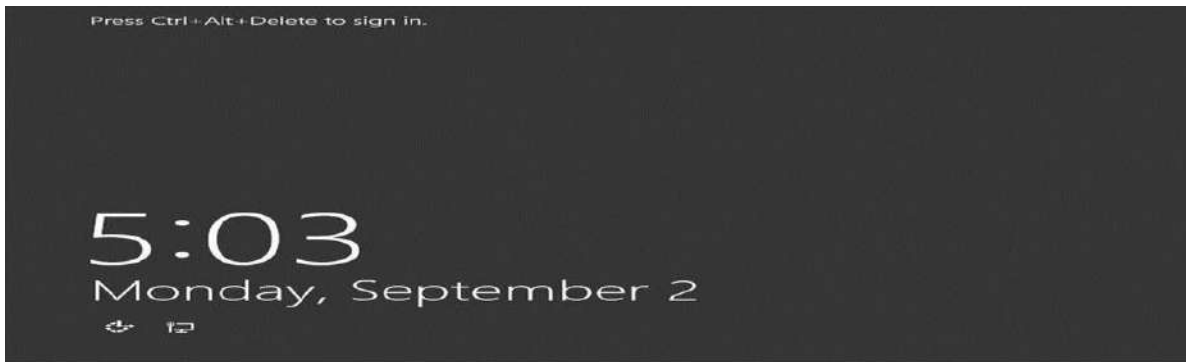 Press Ctrl+Alt+Delete to sign in.
5:03
Monday, September 2